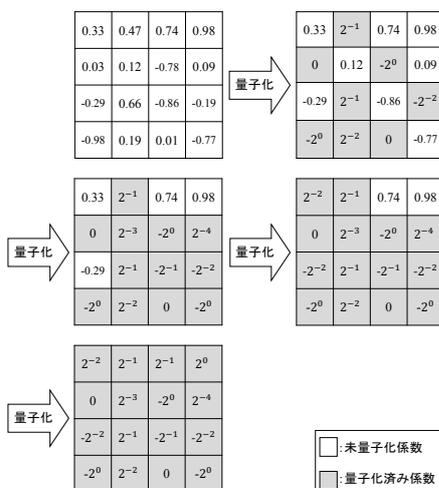 0.33 0.47 0.74 0.98
0.03 0.12 -0.78 0.09
-0.29 0.66 -0.86 -0.19
-0.98 0.19 0.01 -0.77
量子化
0.33 2⁻¹ 0.74 0.98
0 0.12 -2⁰ 0.09
-0.29 2⁻¹ -0.86 -2⁻²
-2⁰ 2⁻² 0 -0.77
量子化
0.33 2⁻¹ 0.74 0.98
0 2⁻³ -2⁰ 2⁻⁴
-0.29 2⁻¹ -2⁻¹ -2⁻²
-2⁰ 2⁻² 0 -2⁰
量子化
2⁻² 2⁻¹ 0.74 0.98
0 2⁻³ -2⁰ 2⁻⁴
-2⁻² 2⁻¹ -2⁻¹ -2⁻²
-2⁰ 2⁻² 0 -2⁰
量子化
2⁻² 2⁻¹ 2⁻¹ 2⁰
0 2⁻³ -2⁰ 2⁻⁴
-2⁻² 2⁻¹ -2⁻¹ -2⁻²
-2⁰ 2⁻² 0 -2⁰
:未量子化係数
:量子化済み係数